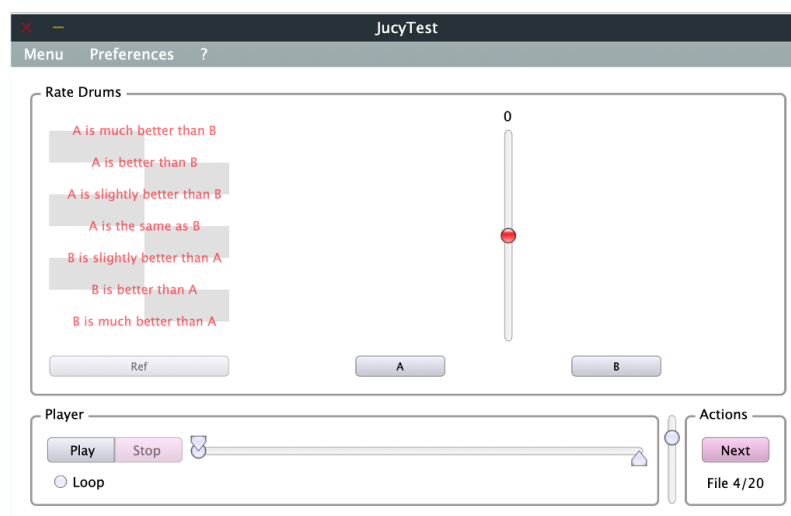 JucyTest
Menu Preferences ?
Rate Drums
0
A is much better than B
A is better than B
A is slightly better than B
A is the same as B
B is slightly better than A
B is better than A
B is much better than A
Ref A B
Player
Play Stop
Loop
Actions
Next
File 4/20